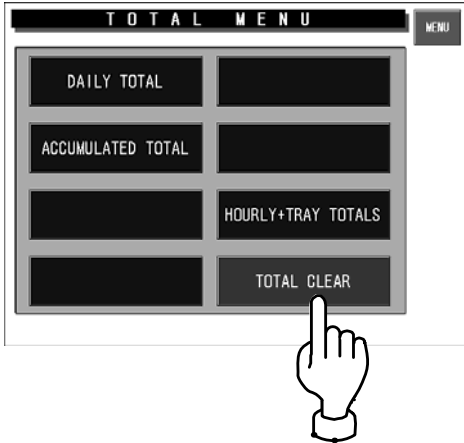 TOTAL MENU
MENU
DAILY TOTAL
ACCUMULATED TOTAL
HOURLY+TRAY TOTALS
TOTAL CLEAR